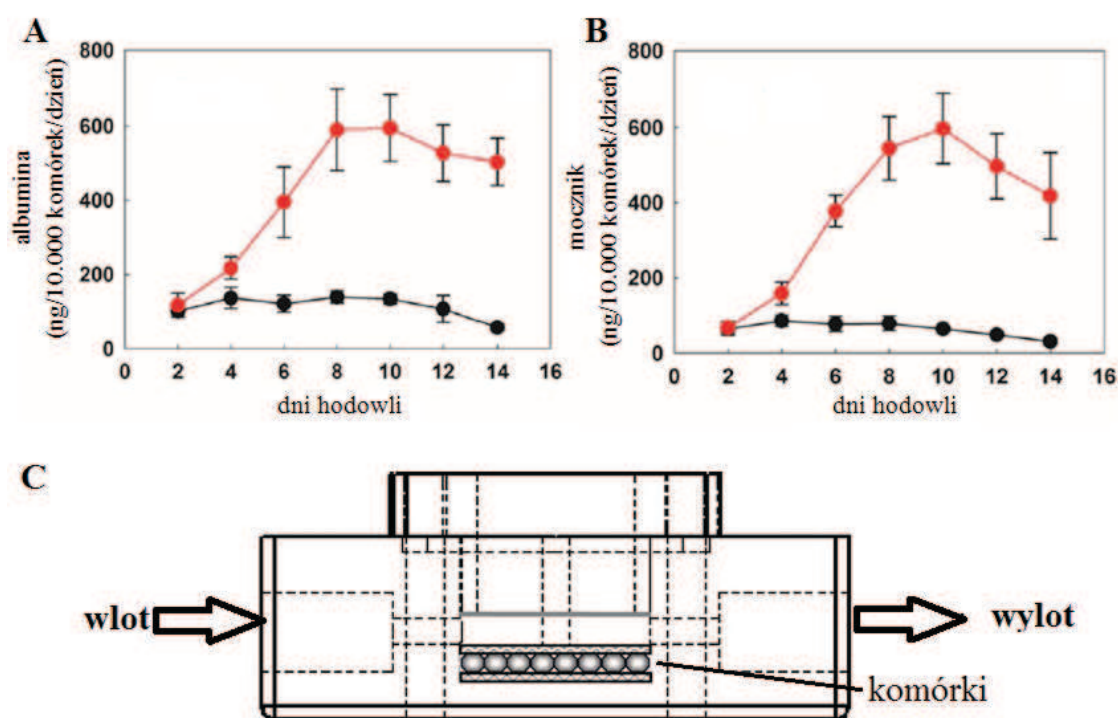 A
800
600
400
200
0
0 2 4 6 8 10 12 14 16
dni hodowli
albumina
(ng/10.000 komórek/dzień)
B
800
600
400
200
0
0 2 4 6 8 10 12 14 16
dni hodowli
mocznik
(ng/10.000 komórek/dzień)
C
wlot
wylot
komórki